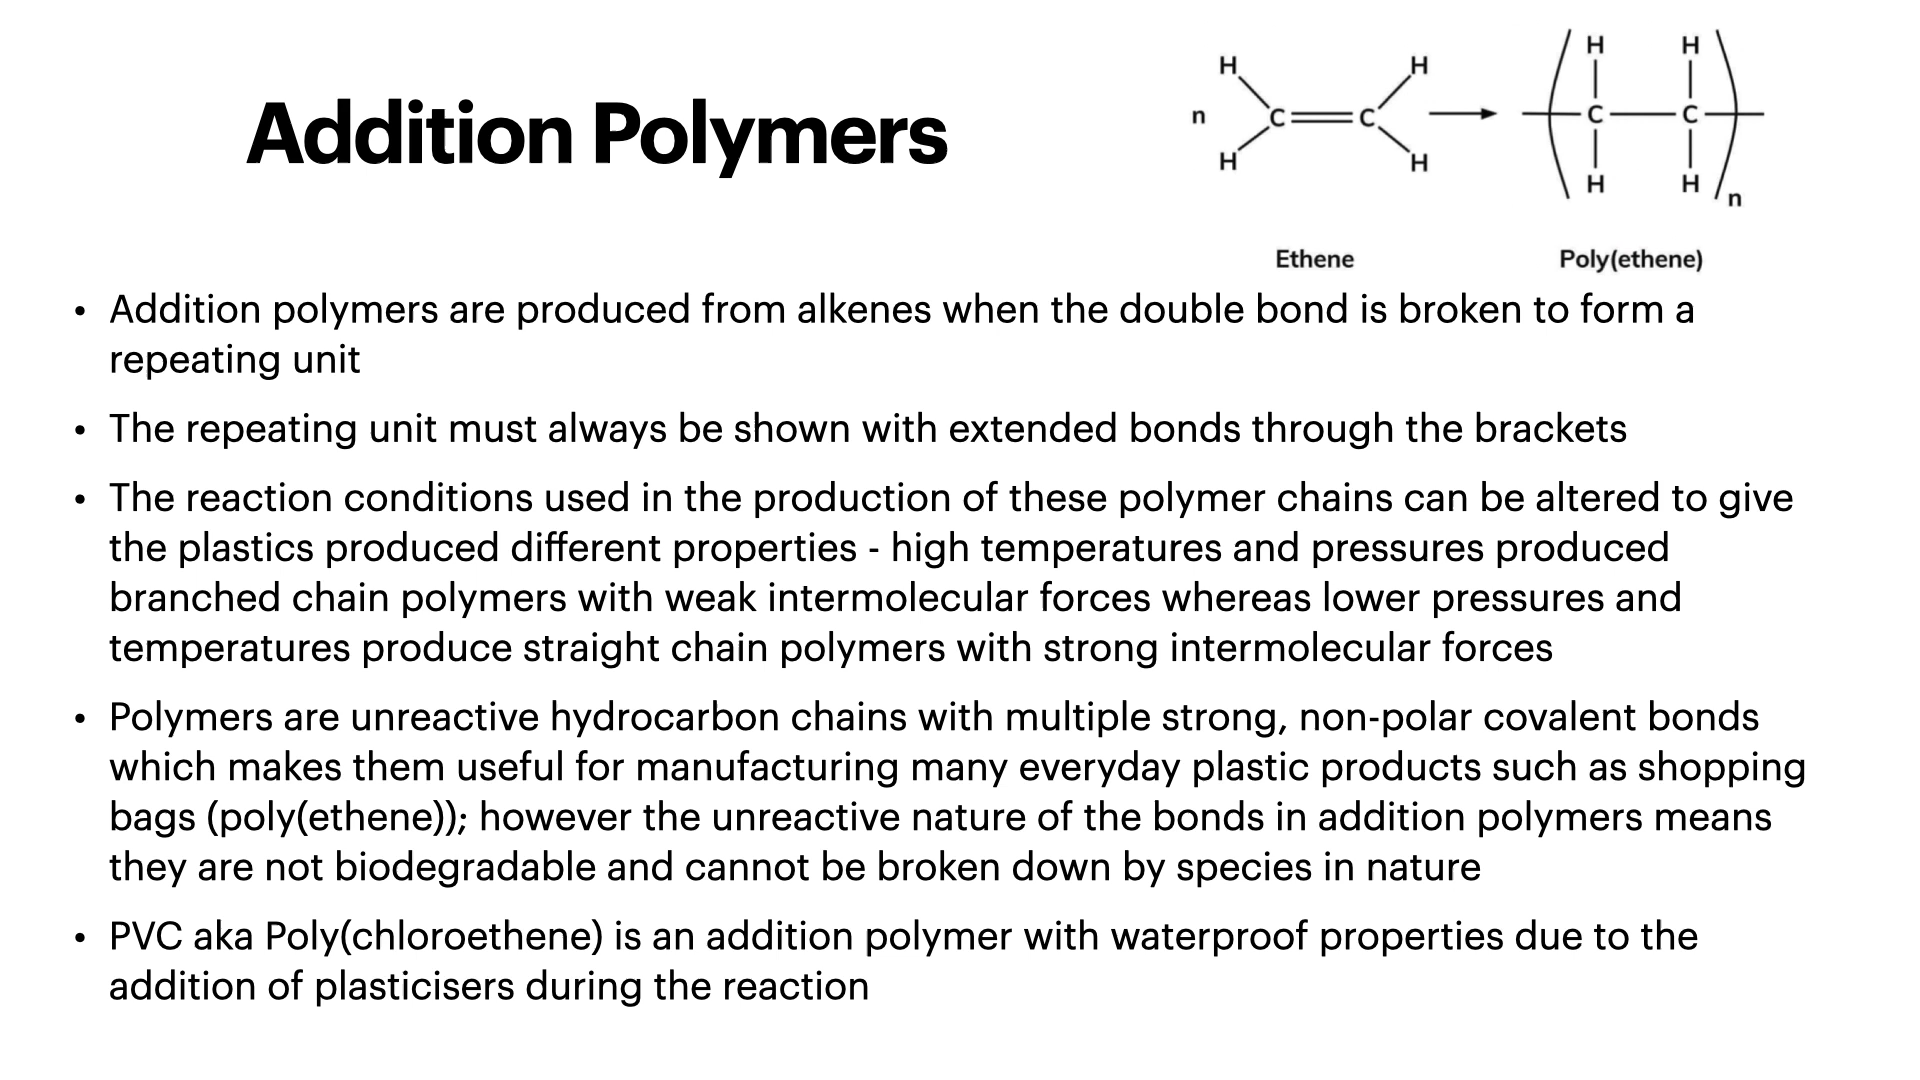 Addition Polymers
H H
n C C
H H
H H
C C
H H
n
Ethene Poly(ethene)
• Addition polymers are produced from alkenes when the double bond is broken to form a
repeating unit
• The repeating unit must always be shown with extended bonds through the brackets
• The reaction conditions used in the production of these polymer chains can be altered to give
the plastics produced different properties - high temperatures and pressures produced
branched chain polymers with weak intermolecular forces whereas lower pressures and
temperatures produce straight chain polymers with strong intermolecular forces
• Polymers are unreactive hydrocarbon chains with multiple strong, non-polar covalent bonds
which makes them useful for manufacturing many everyday plastic products such as shopping
bags (poly(ethene)); however the unreactive nature of the bonds in addition polymers means
they are not biodegradable and cannot be broken down by species in nature
• PVC aka Poly(chloroethene) is an addition polymer with waterproof properties due to the
addition of plasticisers during the reaction